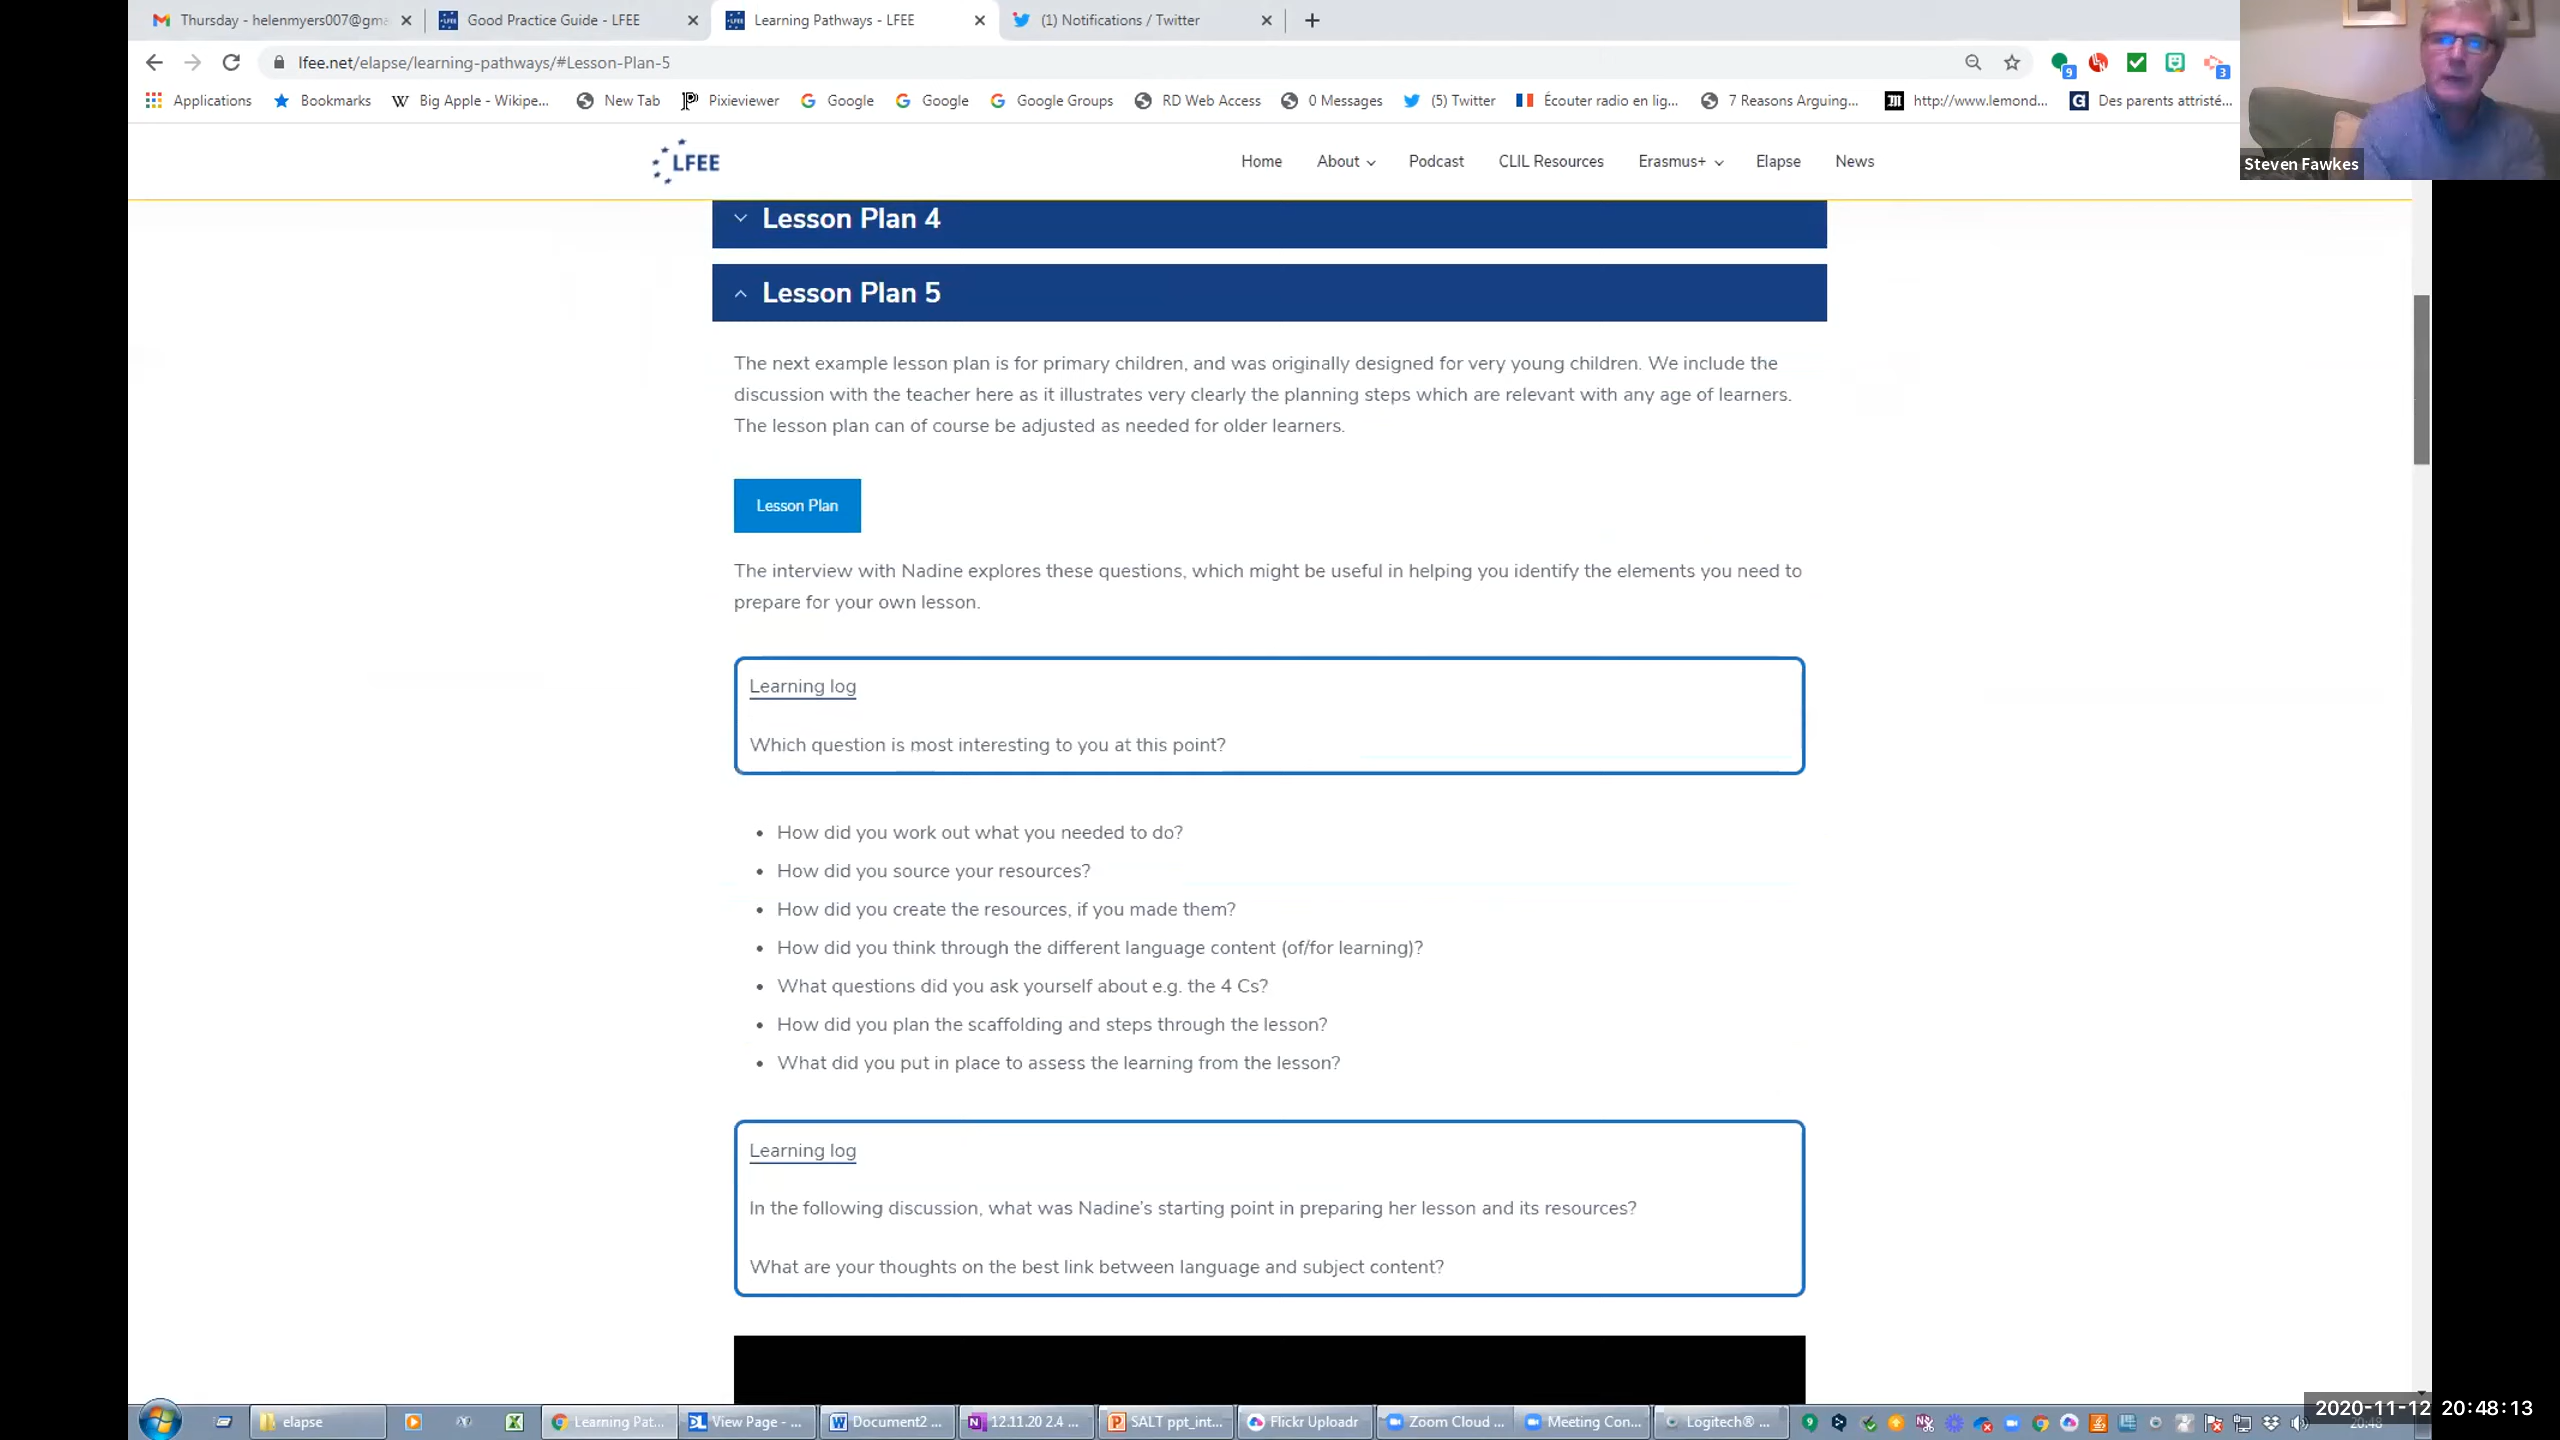 Thursday - helenmyers007@gma
Good Practice Guide - LFEE
Learning Pathways - LFEE
(1) Notifications / Twitter
lfee.net/elapse/learning-pathways/#Lesson-Plan-5
9
3
Applications
Bookmarks
Big Apple - Wikipe...
New Tab
Pixieviewer
Google
Google
Google Groups
RD Web Access
0 Messages
(5) Twitter
Écouter radio en lig...
7 Reasons Arguing...
http://www.lemond...
Des parents attristé...
Steven Fawkes
LFEE
Home
About
Podcast
CLIL Resources
Erasmus+
Elapse
News
Lesson Plan 4
Lesson Plan 5
The next example lesson plan is for primary children, and was originally designed for very young children. We include the
discussion with the teacher here as it illustrates very clearly the planning steps which are relevant with any age of learners.
The lesson plan can of course be adjusted as needed for older learners.
Lesson Plan
The interview with Nadine explores these questions, which might be useful in helping you identify the elements you need to
prepare for your own lesson.
Learning log
Which question is most interesting to you at this point?
• How did you work out what you needed to do?
• How did you source your resources?
• How did you create the resources, if you made them?
• How did you think through the different language content (of/for learning)?
• What questions did you ask yourself about e.g. the 4 Cs?
• How did you plan the scaffolding and steps through the lesson?
• What did you put in place to assess the learning from the lesson?
Learning log
In the following discussion, what was Nadine's starting point in preparing her lesson and its resources?
What are your thoughts on the best link between language and subject content?
elapse
Learning Pat...
View Page - ...
Document2 ...
12.11.20 2.4 ...
SALT ppt_int...
Flickr Uploadr
Zoom Cloud ...
Meeting Con...
Logitech® ...
2020-11-12 20:48:13
20:48